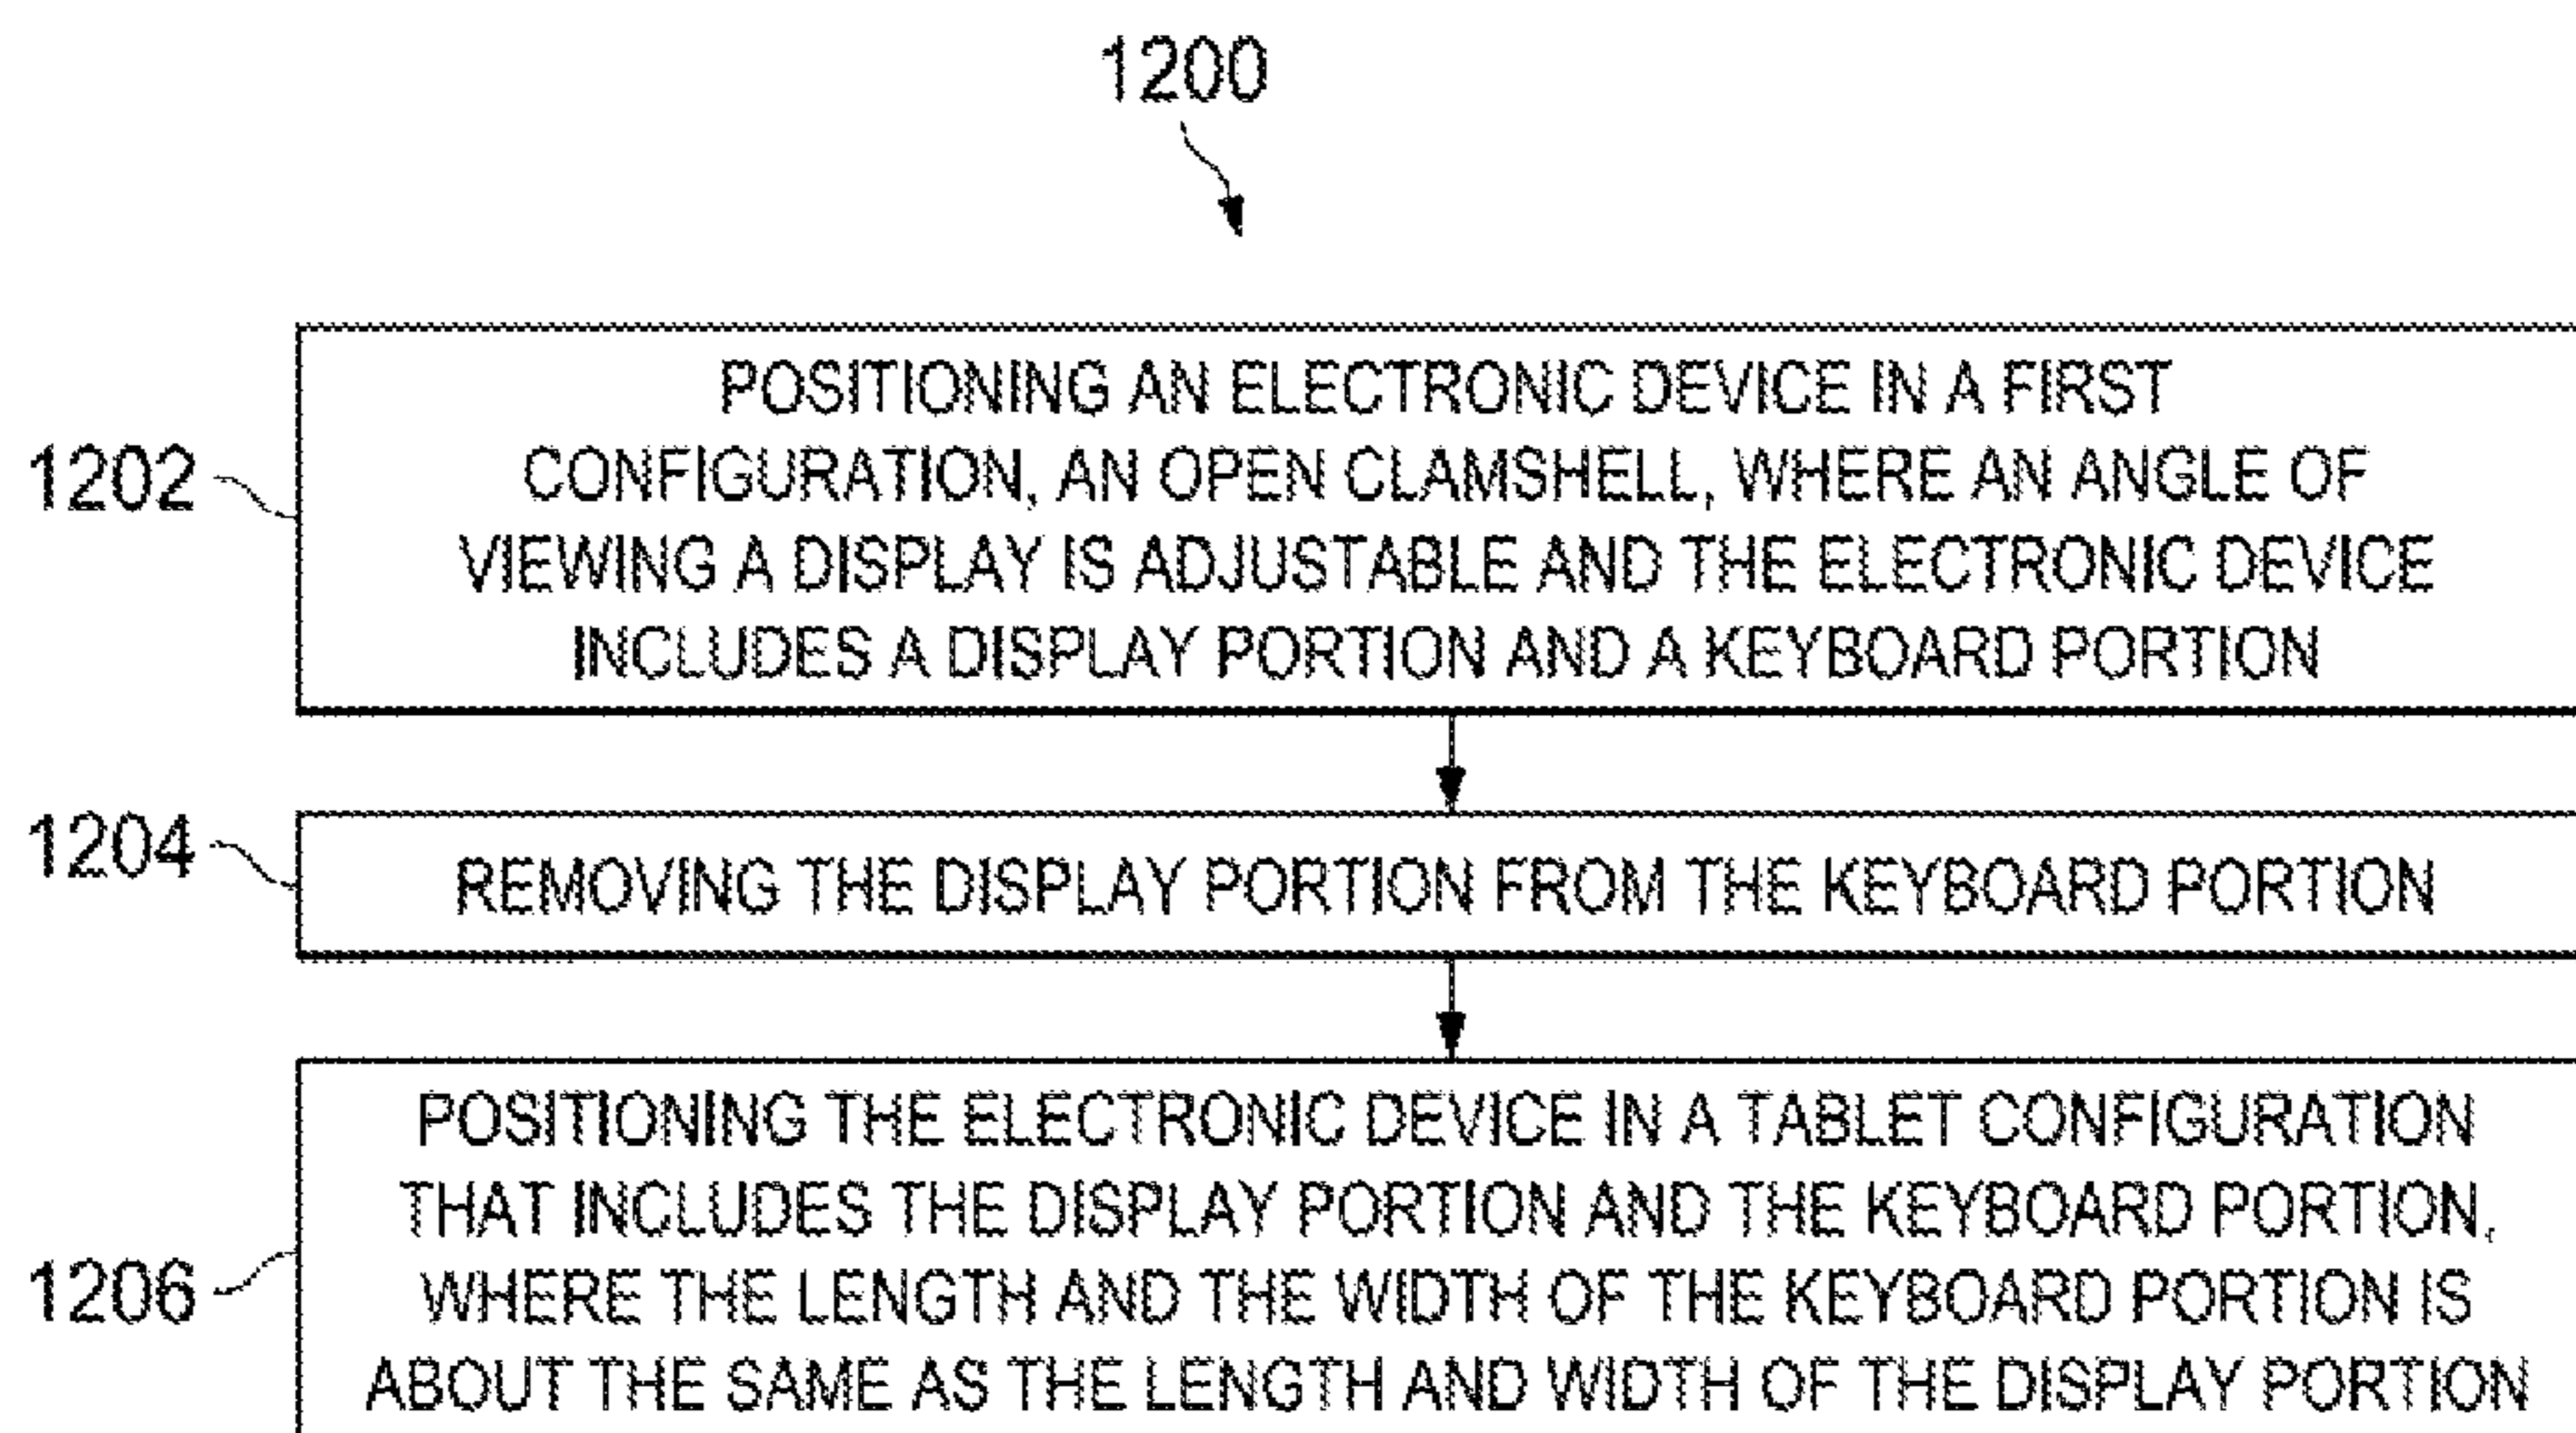 1200
1202
POSITIONING AN ELECTRONIC DEVICE IN A FIRST
CONFIGURATION, AN OPEN CLAMSHELL, WHERE AN ANGLE OF
VIEWING A DISPLAY IS ADJUSTABLE AND THE ELECTRONIC DEVICE
INCLUDES A DISPLAY PORTION AND A KEYBOARD PORTION
1204
REMOVING THE DISPLAY PORTION FROM THE KEYBOARD PORTION
1206
POSITIONING THE ELECTRONIC DEVICE IN A TABLET CONFIGURATION
THAT INCLUDES THE DISPLAY PORTION AND THE KEYBOARD PORTION,
WHERE THE LENGTH AND THE WIDTH OF THE KEYBOARD PORTION IS
ABOUT THE SAME AS THE LENGTH AND WIDTH OF THE DISPLAY PORTION